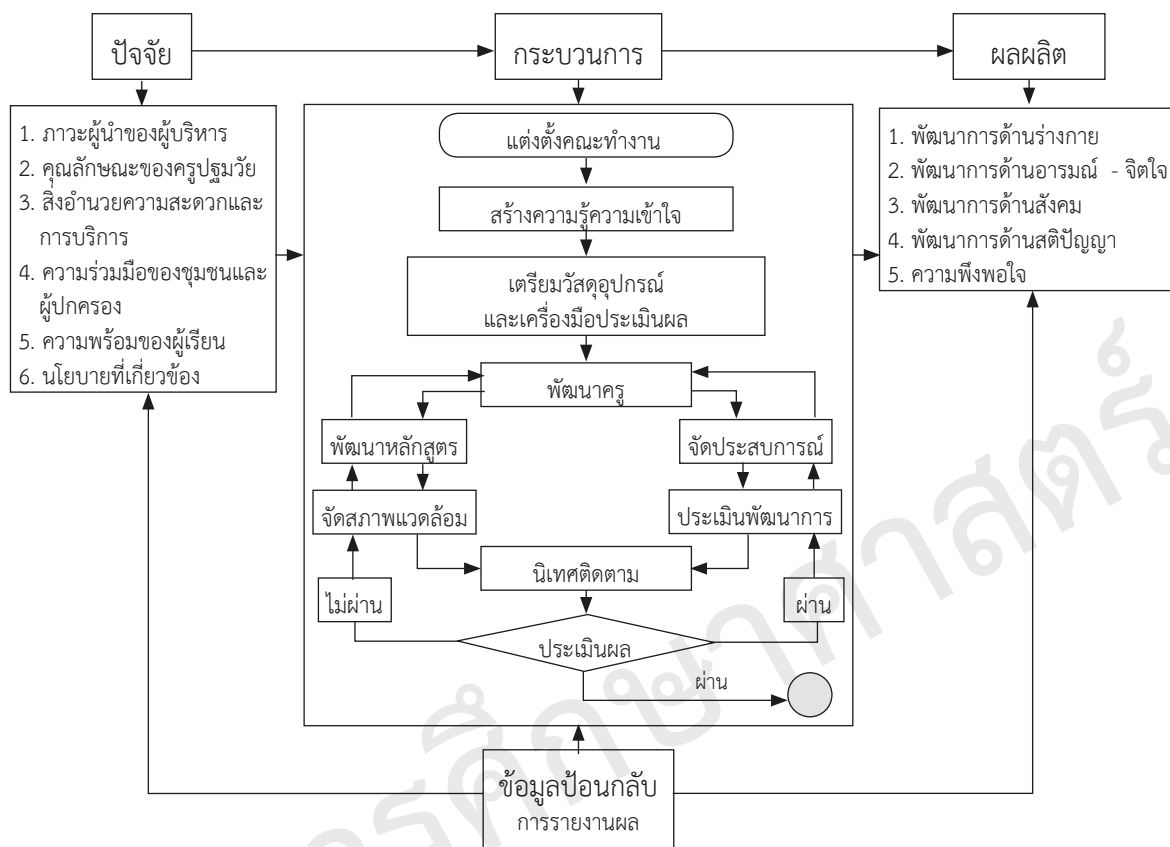 ปัจจัย
กระบวนการ
ผลผลิต
1. ภาวะผู้นำของผู้บริหาร
2. คุณลักษณะของครูปฐมวัย
3. สิ่งอำนวยความสะดวกและ
การบริการ
4. ความร่วมมือของชุมชนและ
ผู้ปกครอง
5. ความพร้อมของผู้เรียน
6. นโยบายที่เกี่ยวข้อง
แต่งตั้งคณะทำงาน
สร้างความรู้ความเข้าใจ
เตรียมวัสดุอุปกรณ์
และเครื่องมือประเมินผล
พัฒนาครู
พัฒนาหลักสูตร
จัดประสบการณ์
จัดสภาพแวดล้อม
ประเมินพัฒนาการ
นิเทศติดตาม
ไม่ผ่าน
ผ่าน
ประเมินผล
ผ่าน
1. พัฒนาการด้านร่างกาย
2. พัฒนาการด้านอารมณ์ - จิตใจ
3. พัฒนาการด้านสังคม
4. พัฒนาการด้านสติปัญญา
5. ความพึงพอใจ
ข้อมูลป้อนกลับ
การรายงานผล
ารศึกษาศาสตร์